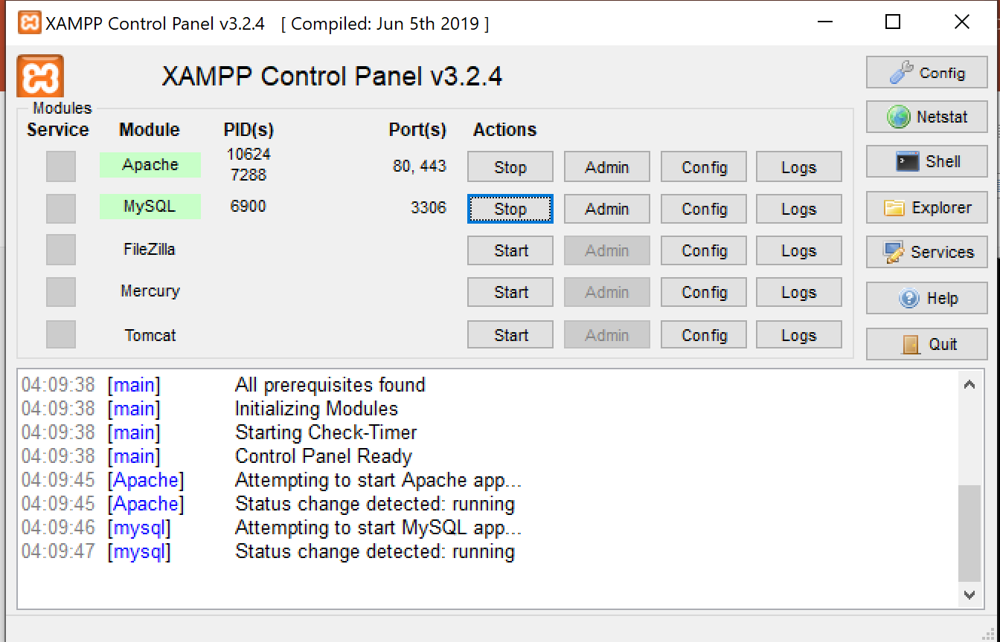 XAMPP Control Panel v3.2.4 [ Compiled: Jun 5th 2019 ]
XAMPP Control Panel v3.2.4
Config
Modules
Service Module PID(s) Port(s) Actions
Netstat
Apache 10624 7288 80, 443 Stop Admin Config Logs
Shell
MySQL 6900 3306 Stop Admin Config Logs
Explorer
FileZilla Start Admin Config Logs
Services
Mercury Start Admin Config Logs
Help
Tomcat Start Admin Config Logs
Quit
04:09:38 [main] All prerequisites found
04:09:38 [main] Initializing Modules
04:09:38 [main] Starting Check-Timer
04:09:38 [main] Control Panel Ready
04:09:45 [Apache] Attempting to start Apache app...
04:09:45 [Apache] Status change detected: running
04:09:46 [mysql] Attempting to start MySQL app...
04:09:47 [mysql] Status change detected: running